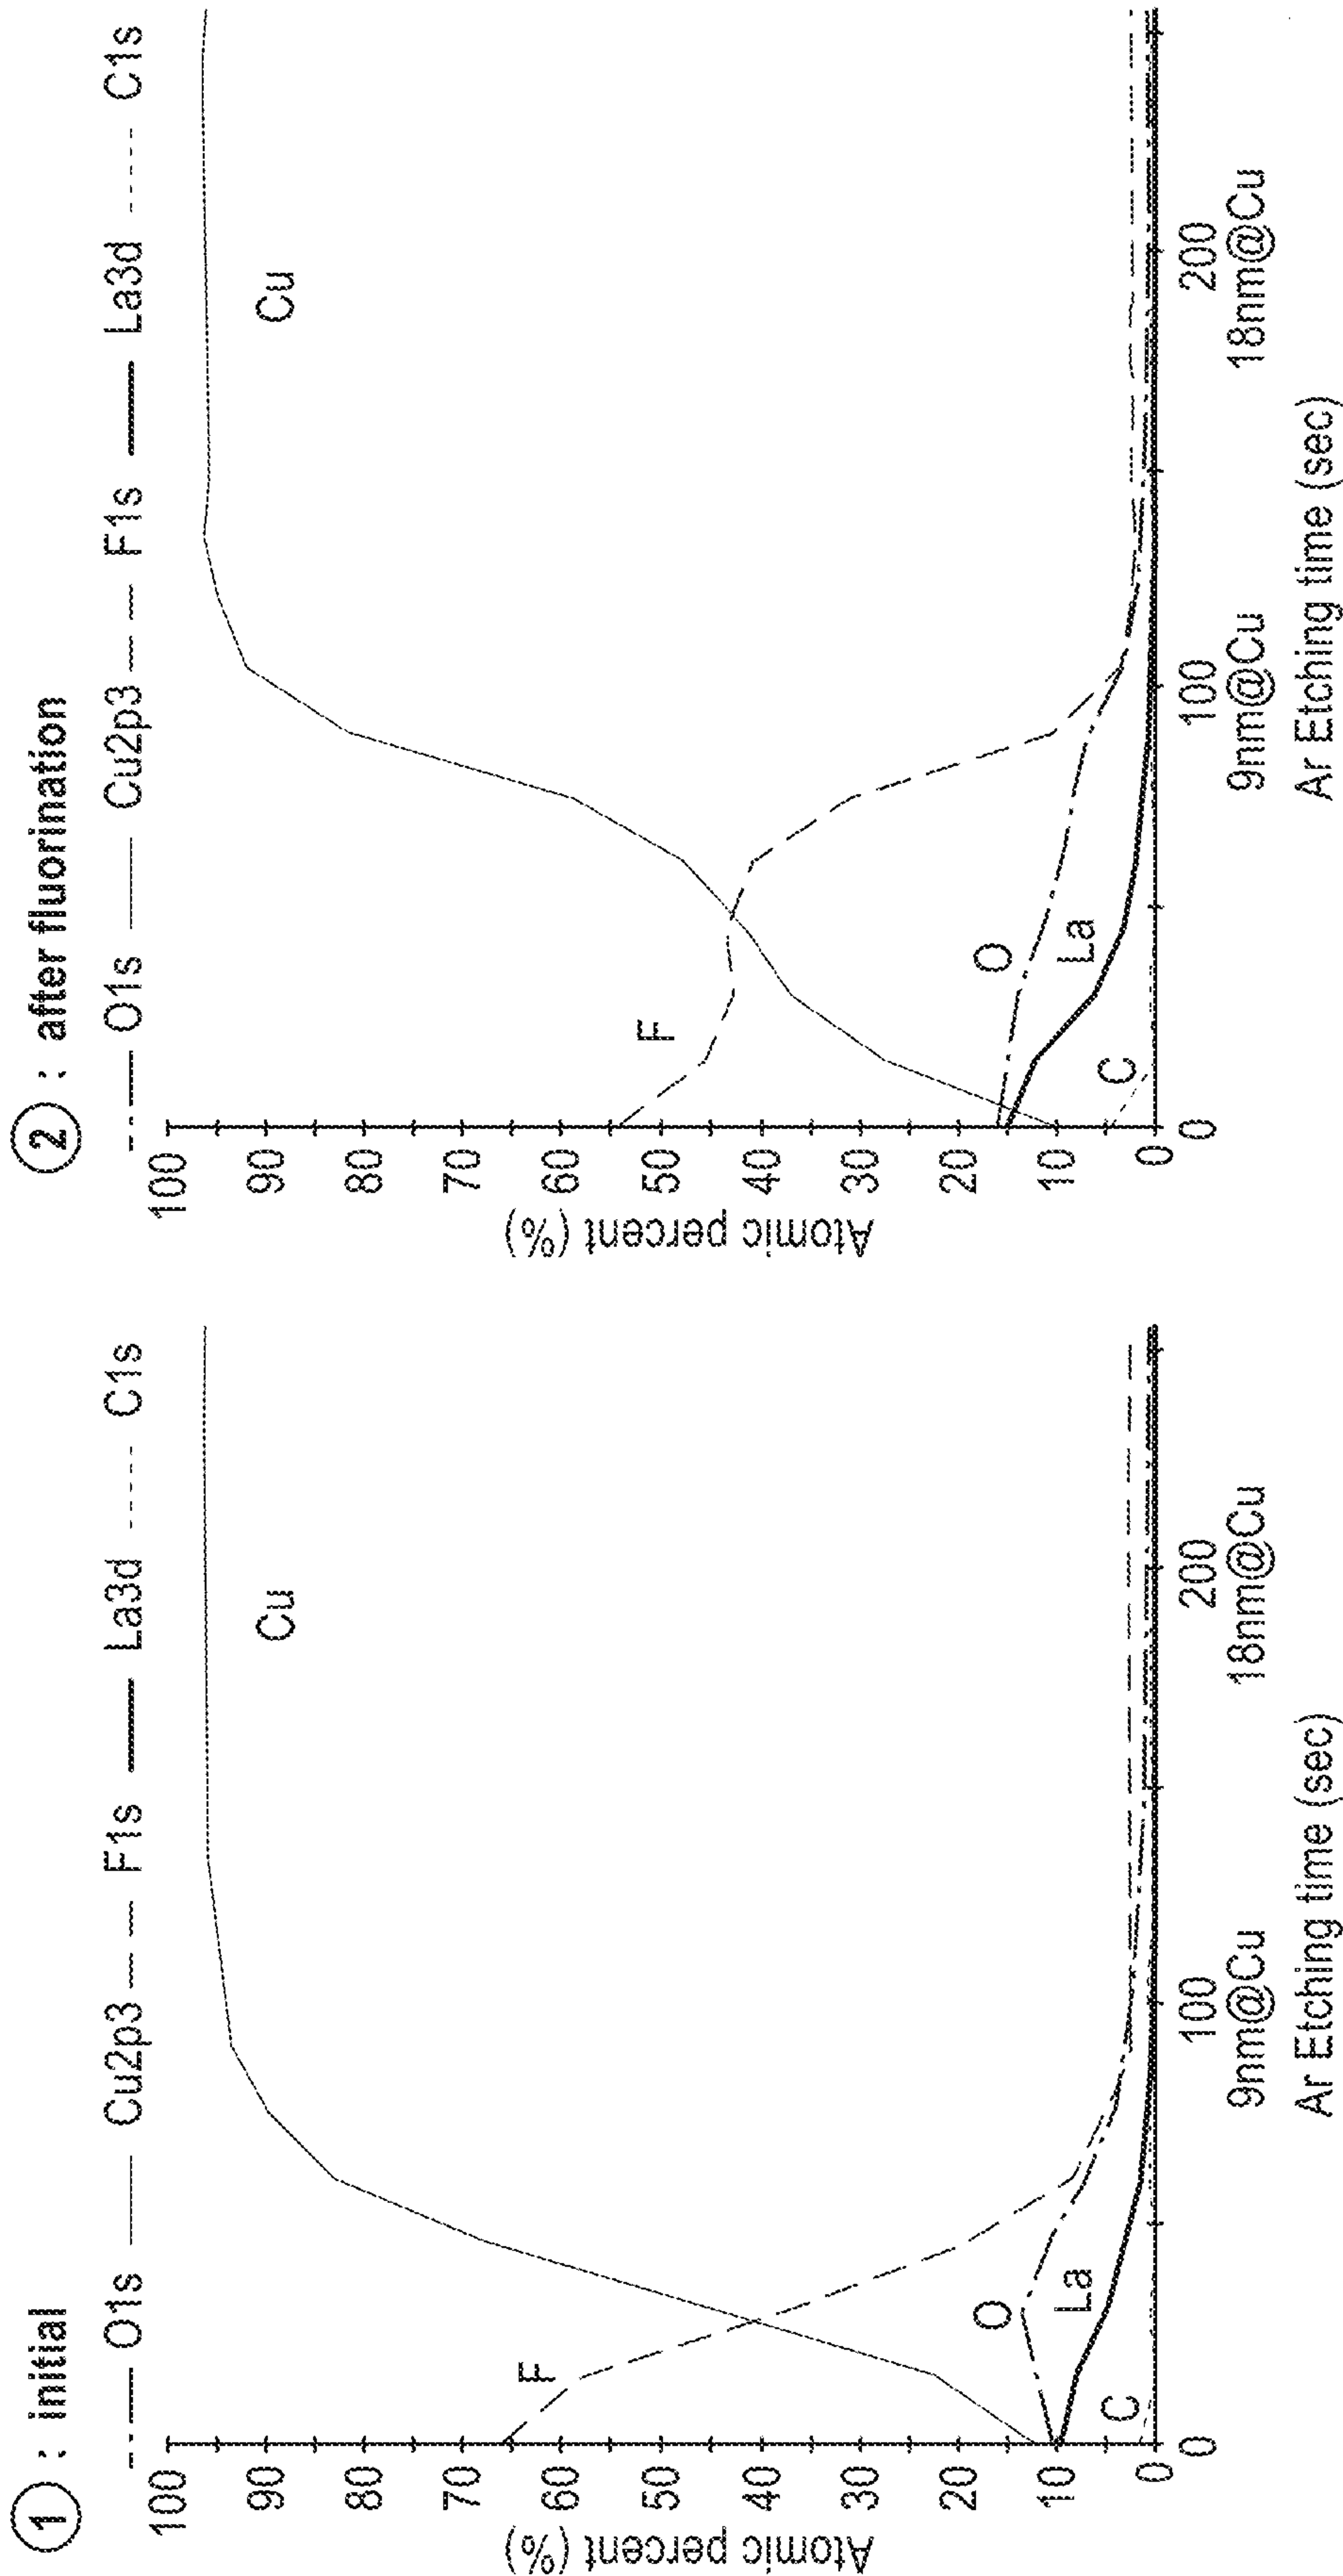 1 : initial
O1s Cu2p3 F1s La3d C1s
100
90
80
70
60
50
40
30
20
10
0
Atomic percent (%)
F
Cu
O
La
C
0 100 200
9nm@Cu 18nm@Cu
Ar Etching time (sec)
2 : after fluorination
O1s Cu2p3 F1s La3d C1s
100
90
80
70
60
50
40
30
20
10
0
Atomic percent (%)
F
Cu
O
La
C
0 100 200
9nm@Cu 18nm@Cu
Ar Etching time (sec)